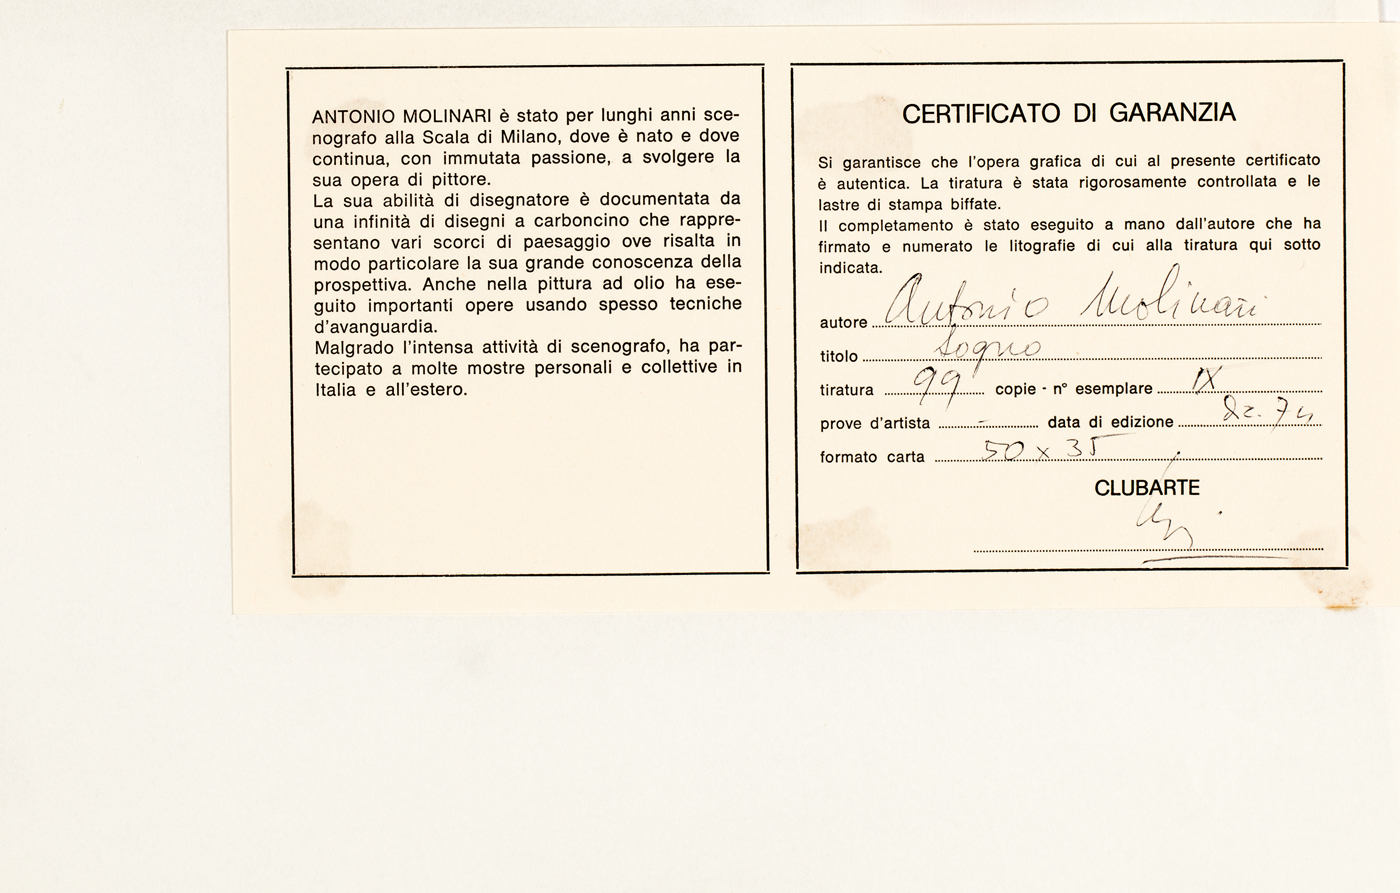 ANTONIO MOLINARI è stato per lunghi anni sce-
nografo alla Scala di Milano, dove è nato e dove
continua, con immutata passione, a svolgere la
sua opera di pittore.
La sua abilità di disegnatore è documentata da
una infinità di disegni a carboncino che rappre-
sentano vari scorci di paesaggio ove risalta in
modo particolare la sua grande conoscenza della
prospettiva. Anche nella pittura ad olio ha ese-
guito importanti opere usando spesso tecniche
d'avanguardia.
Malgrado l'intensa attività di scenografo, ha par-
tecipato a molte mostre personali e collettive in
Italia e all'estero.
CERTIFICATO DI GARANZIA
Si garantisce che l'opera grafica di cui al presente certificato
è autentica. La tiratura è stata rigorosamente controllata e le
lastre di stampa biffate.
Il completamento è stato eseguito a mano dall'autore che ha
firmato e numerato le litografie di cui alla tiratura qui sotto
indicata.
autore Antonio Molinari
titolo Sogno
tiratura 99 copie - n° esemplare IX
prove d'artista - data di edizione 74
formato carta 50 x 35
CLUBARTE